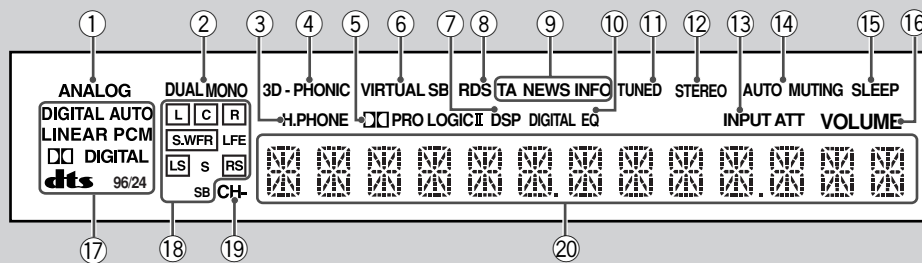 ① ② ③ ④ ⑤ ⑥ ⑦ ⑧ ⑨ ⑩ ⑪ ⑫ ⑬ ⑭ ⑮ ⑯
ANALOG DUAL MONO 3D - PHONIC VIRTUAL SB RDS TA NEWS INFO TUNED STEREO AUTO MUTING SLEEP
DIGITAL AUTO L C R H.PHONE PRO LOGIC II DSP DIGITAL EQ INPUT ATT VOLUME
LINEAR PCM S.WFR LFE
DIGITAL LS S RS
dts 96/24 SB CH-
⑰ ⑱ ⑲ ⑳